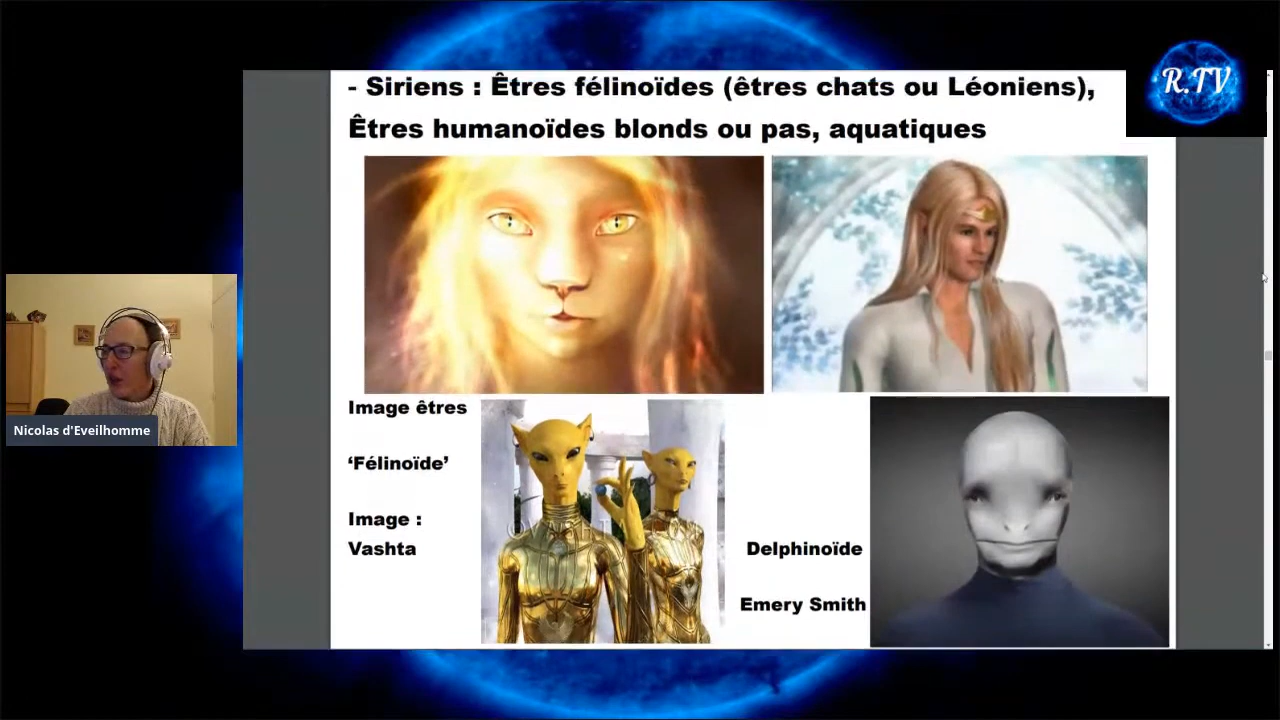 - Siriens : Êtres félinoïdes (êtres chats ou Léoniens),
Êtres humanoïdes blonds ou pas, aquatiques
R.TV
Image êtres
‘Félinoïde’
Image :
Vashta
Delphinoïde
Emery Smith
Nicolas d'Eveilhomme